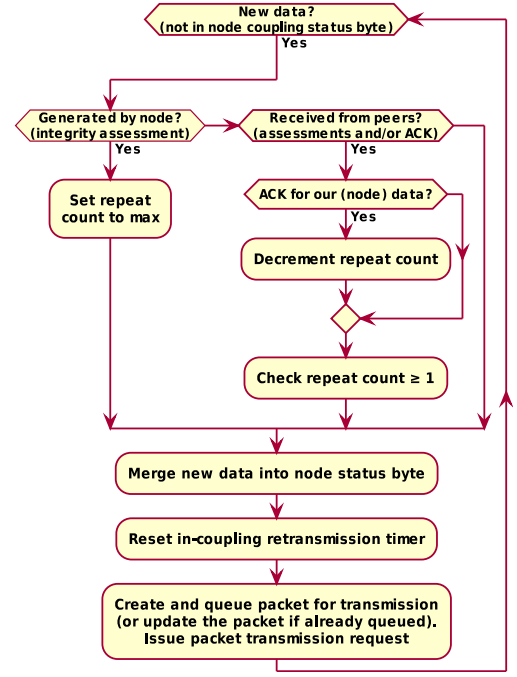 New data?
(not in node coupling status byte)
Yes
Generated by node?
(integrity assessment)
Yes
Received from peers?
(assessments and/or ACK)
Yes
Set repeat
count to max
ACK for our (node) data?
Yes
Decrement repeat count
Check repeat count ≥ 1
Merge new data into node status byte
Reset in-coupling retransmission timer
Create and queue packet for transmission
(or update the packet if already queued).
Issue packet transmission request